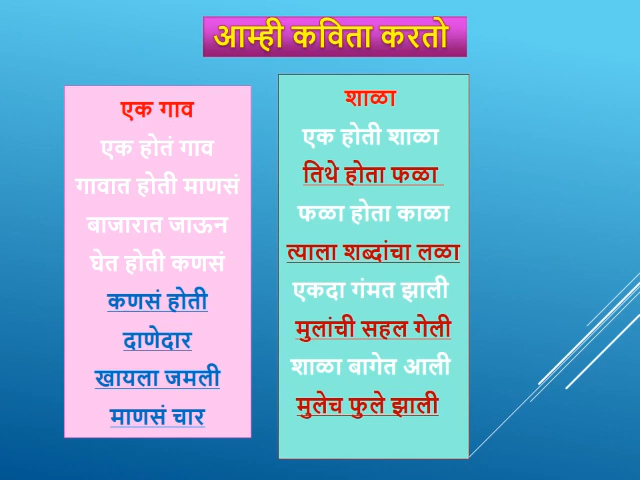 आम्ही कविता करतो
एक गाव
एक होतं गाव
गावात होती माणसं
बाजारात जाऊन
घेत होती कणसं
कणसं होती
दाणेदार
खायला जमली
माणसं चार
शाळा
एक होती शाळा
तिथे होता फळा
फळा होता काळा
त्याला शब्दांचा लळा
एकदा गंमत झाली
मुलांची सहल गेली
शाळा बागेत आली
मुलेच फुले झाली